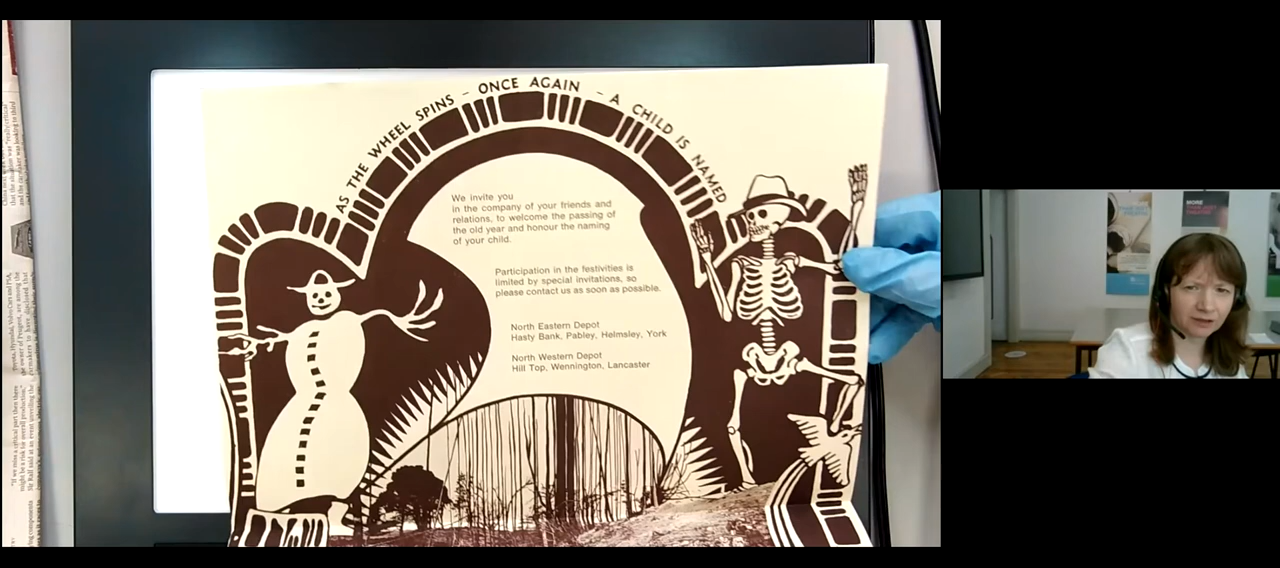 AS THE WHEEL SPINS - ONCE AGAIN - A CHILD IS NAMED
We invite you
in the company of your friends and
relations, to welcome the passing of
the old year and honour the naming
of your child.
Participation in the festivities is
limited by special invitations, so
please contact us as soon as possible.
North Eastern Depot
Hasty Bank, Pabley, Helmsley, York
North Western Depot
Hill Top, Wennington, Lancaster
MORE